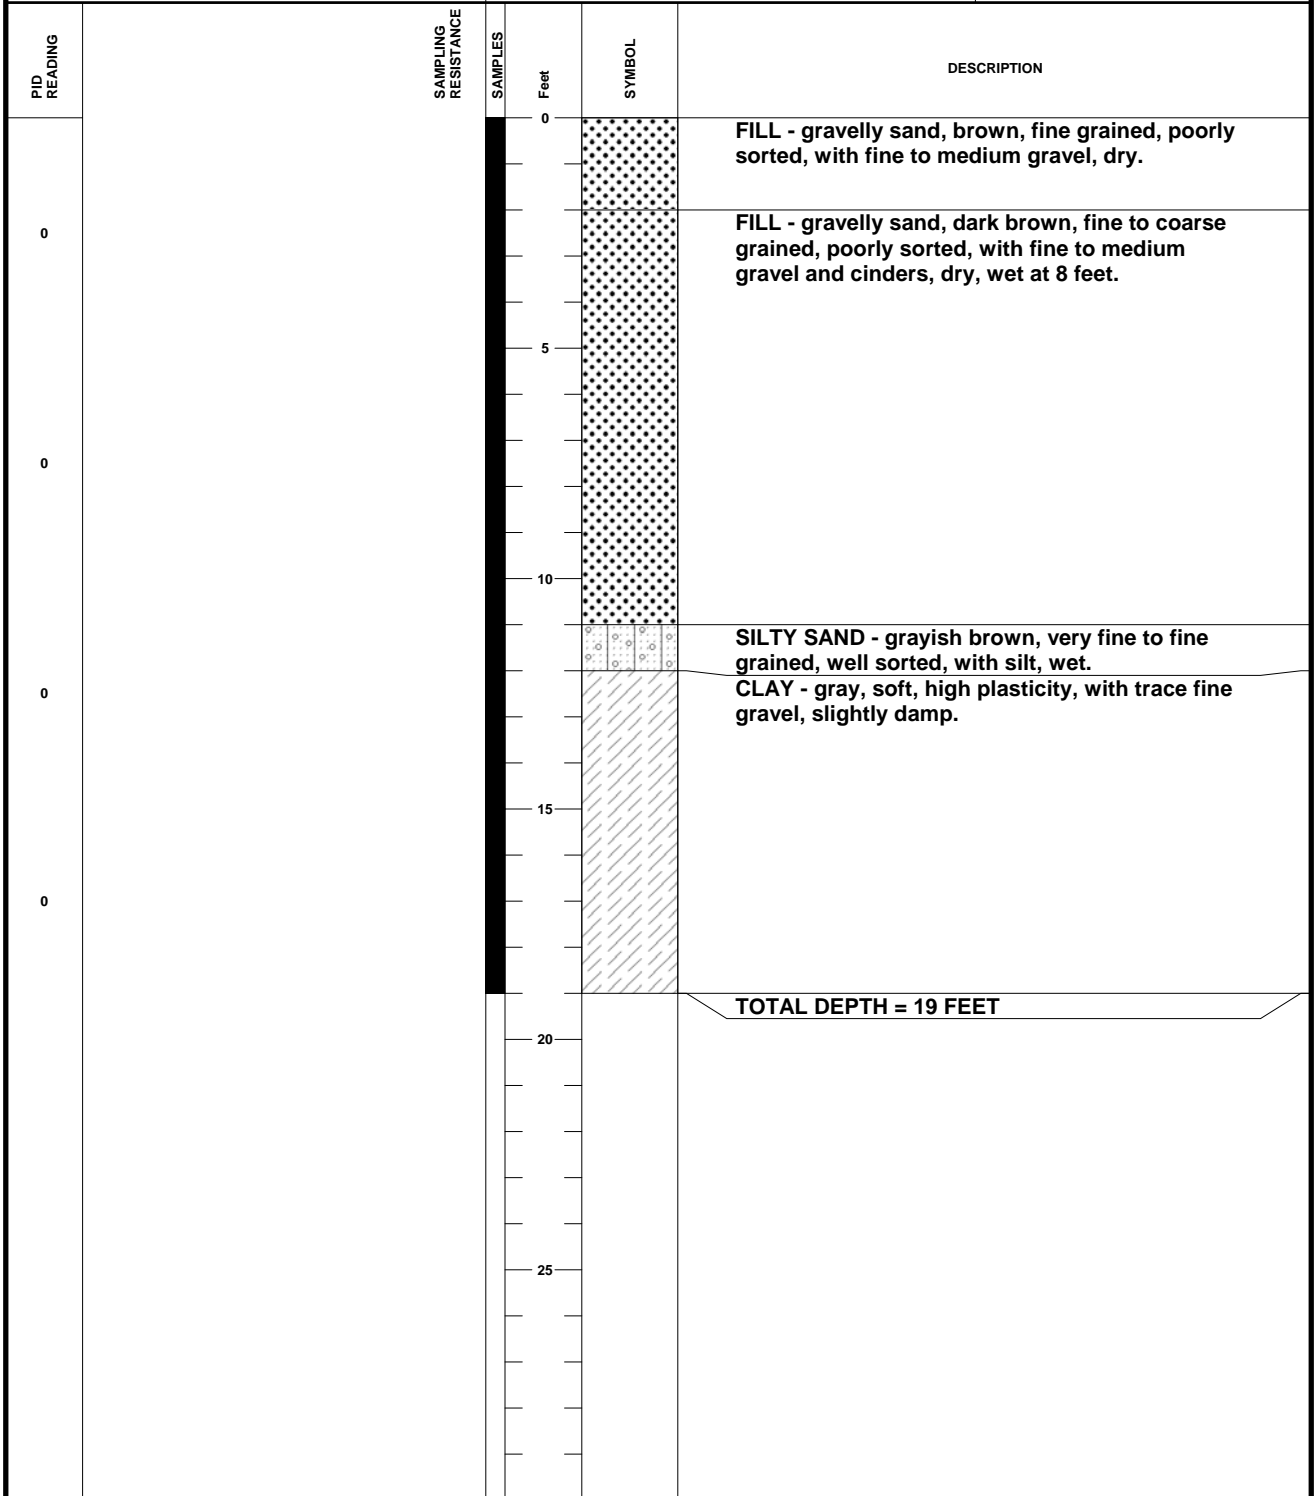 PID
READING
SAMPLING
RESISTANCE
SAMPLES
Feet
SYMBOL
DESCRIPTION
0
FILL - gravelly sand, brown, fine grained, poorly
sorted, with fine to medium gravel, dry.
FILL - gravelly sand, dark brown, fine to coarse
grained, poorly sorted, with fine to medium
gravel and cinders, dry, wet at 8 feet.
0
5
0
10
SILTY SAND - grayish brown, very fine to fine
grained, well sorted, with silt, wet.
CLAY - gray, soft, high plasticity, with trace fine
gravel, slightly damp.
0
15
0
TOTAL DEPTH = 19 FEET
20
25